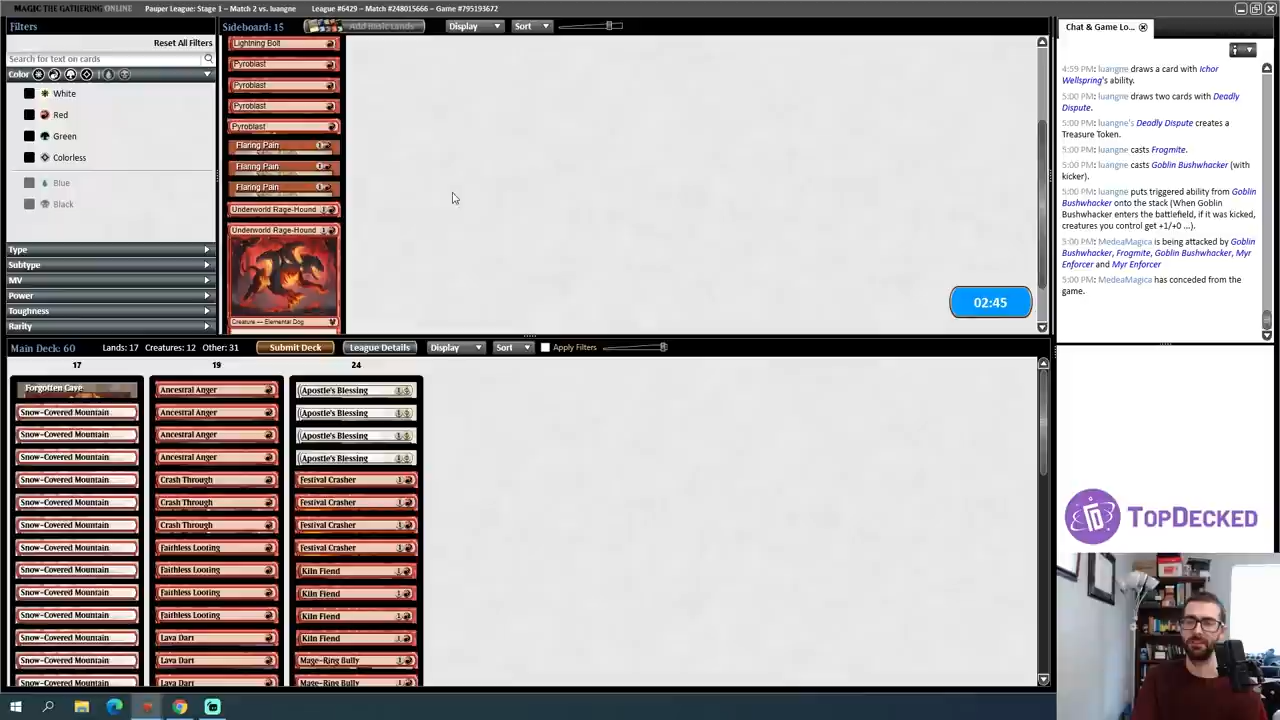 MAGIC THE GATHERING ONLINE Pauper League: Stage 1 – Match 2 vs. luangne League #6429 – Match #248015666 – Game #795193672
Filters
Reset All Filters
Search for text on cards
Color
White
Red
Green
Colorless
Blue
Black
Type
Subtype
MV
Power
Toughness
Rarity
Sideboard: 15
Add Basic Lands
Display
Sort
Lightning Bolt
Pyroblast
Pyroblast
Pyroblast
Pyroblast
Flaring Pain
Flaring Pain
Flaring Pain
Underworld Rage-Hound
Underworld Rage-Hound
Creature — Elemental Dog
02:45
Main Deck: 60
Lands: 17 Creatures: 12 Other: 31
Submit Deck
League Details
Display
Sort
Apply Filters
17
Forgotten Cave
Snow-Covered Mountain
Snow-Covered Mountain
Snow-Covered Mountain
Snow-Covered Mountain
Snow-Covered Mountain
Snow-Covered Mountain
Snow-Covered Mountain
Snow-Covered Mountain
Snow-Covered Mountain
Snow-Covered Mountain
Snow-Covered Mountain
Snow-Covered Mountain
Snow-Covered Mountain
19
Ancestral Anger
Ancestral Anger
Ancestral Anger
Ancestral Anger
Crash Through
Crash Through
Crash Through
Faithless Looting
Faithless Looting
Faithless Looting
Faithless Looting
Lava Dart
Lava Dart
Lava Dart
24
Apostle's Blessing
Apostle's Blessing
Apostle's Blessing
Apostle's Blessing
Festival Crasher
Festival Crasher
Festival Crasher
Festival Crasher
Kiln Fiend
Kiln Fiend
Kiln Fiend
Kiln Fiend
Mage-Ring Bully
Mage-Ring Bully
Chat & Game Lo...
4:59 PM: luangne draws a card with Ichor
Wellspring's ability.
5:00 PM: luangne draws two cards with Deadly
Dispute.
5:00 PM: luangne's Deadly Dispute creates a
Treasure Token.
5:00 PM: luangne casts Frogmite.
5:00 PM: luangne casts Goblin Bushwhacker (with
kicker).
5:00 PM: luangne puts triggered ability from Goblin
Bushwhacker onto the stack (When Goblin
Bushwhacker enters the battlefield, if it was kicked,
creatures you control get +1/+0 ...).
5:00 PM: MedeaMagica is being attacked by Goblin
Bushwhacker, Frogmite, Goblin Bushwhacker, Myr
Enforcer and Myr Enforcer
5:00 PM: MedeaMagica has conceded from the
game.
TOPDECKED